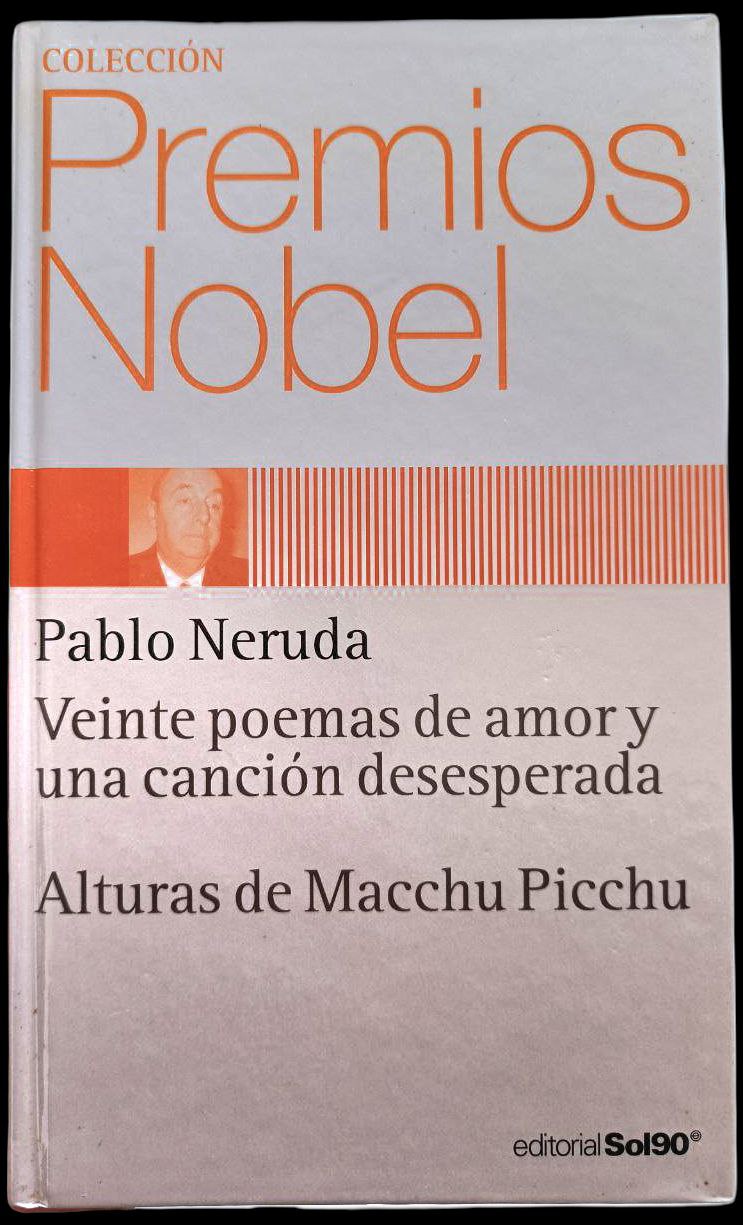 COLECCIÓN
Premios
Nobel
Pablo Neruda
Veinte poemas de amor y
una canción desesperada
Alturas de Macchu Picchu
editorial Sol90®